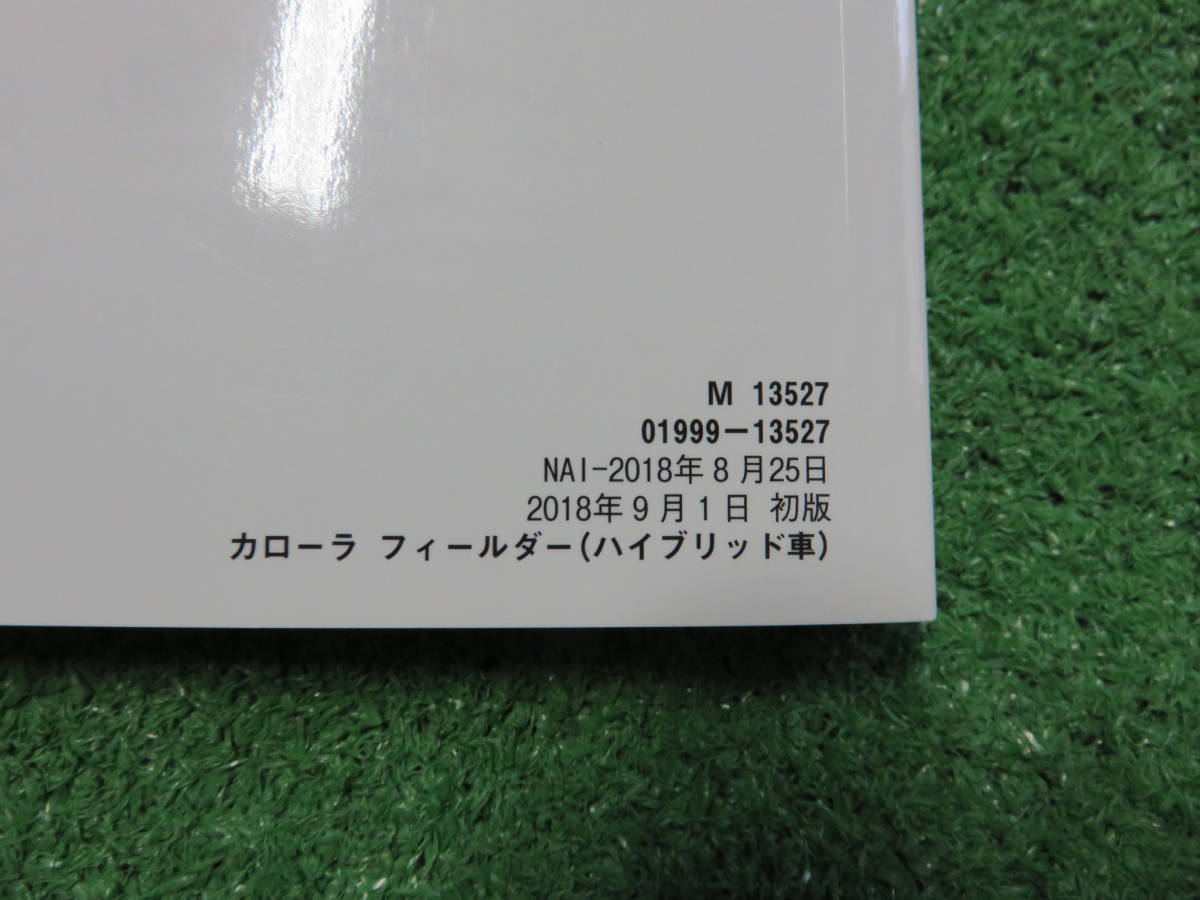 M 13527
01999-13527
NAI-2018年8月25日
2018年9月1日 初版
カローラ フィールダー(ハイブリッド車)